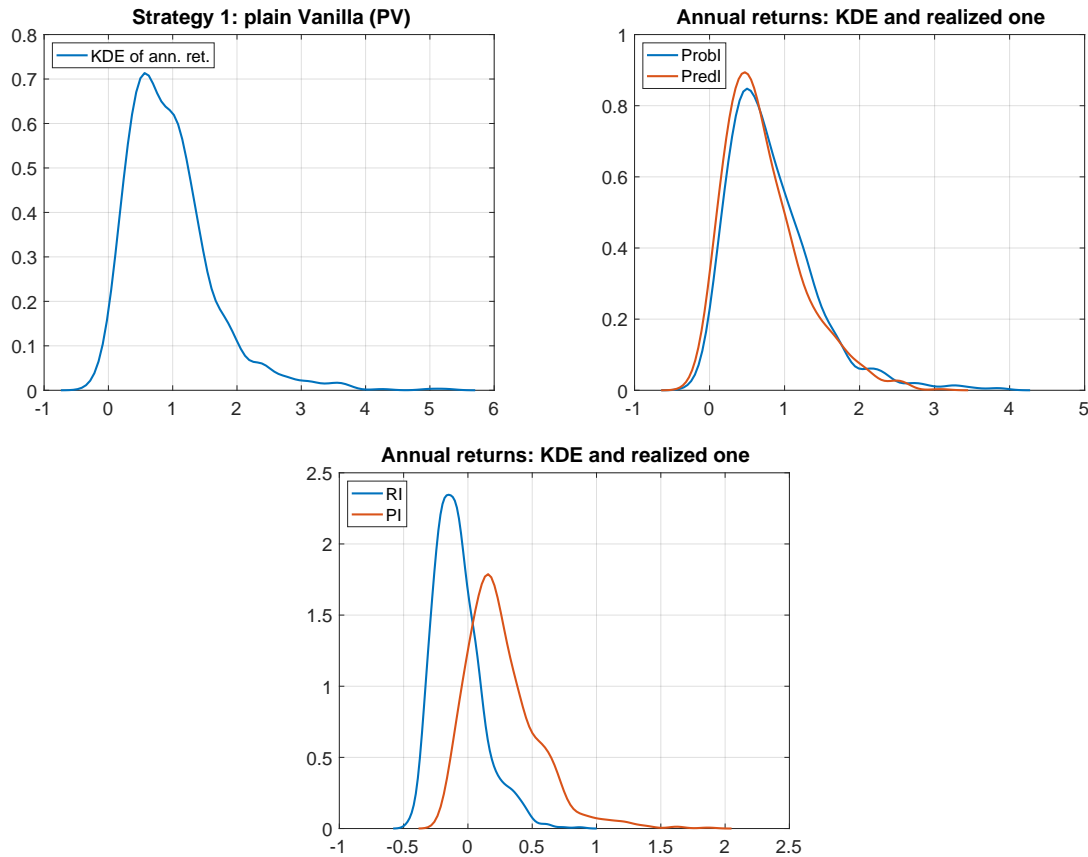 Strategy 1: plain Vanilla (PV)
KDE of ann. ret.
0.8
0.7
0.6
0.5
0.4
0.3
0.2
0.1
0
-1 0 1 2 3 4 5 6
Annual returns: KDE and realized one
ProbI
PredI
1
0.8
0.6
0.4
0.2
0
-1 0 1 2 3 4 5
Annual returns: KDE and realized one
RI
PI
2.5
2
1.5
1
0.5
0
-1 -0.5 0 0.5 1 1.5 2 2.5